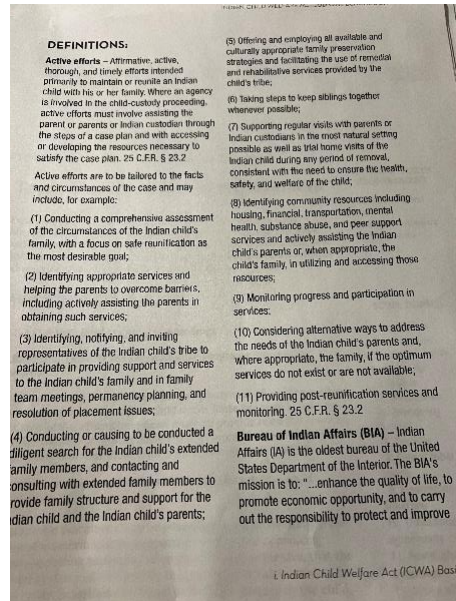 DEFINITIONS:
Active efforts – Affirmative, active,
thorough, and timely efforts intended
primarily to maintain or reunite an Indian
child with his or her family. Where an agency
is involved in the child-custody proceeding,
active efforts must involve assisting the
parent or parents or Indian custodian through
the steps of a case plan and with accessing
or developing the resources necessary to
satisfy the case plan. 25 C.F.R. § 23.2
Active efforts are to be tailored to the facts
and circumstances of the case and may
include, for example:
(1) Conducting a comprehensive assessment
of the circumstances of the Indian child's
family, with a focus on safe reunification as
the most desirable goal;
(2) Identifying appropriate services and
helping the parents to overcome barriers,
including actively assisting the parents in
obtaining such services;
(3) Identifying, notifying, and inviting
representatives of the Indian child's tribe to
participate in providing support and services
to the Indian child's family and in family
team meetings, permanency planning, and
resolution of placement issues;
(4) Conducting or causing to be conducted a
diligent search for the Indian child's extended
amily members, and contacting and
onsulting with extended family members to
rovide family structure and support for the
dian child and the Indian child's parents;
(5) Offering and employing all available and
culturally appropriate family preservation
strategies and facilitating the use of remedial
and rehabilitative services provided by the
child's tribe;
(6) Taking steps to keep siblings together
whenever possible;
(7) Supporting regular visits with parents or
Indian custodians in the most natural setting
possible as well as trial home visits of the
Indian child during any period of removal,
consistent with the need to ensure the health,
safety, and welfare of the child;
(8) Identifying community resources including
housing, financial, transportation, mental
health, substance abuse, and peer support
services and actively assisting the Indian
child's parents or, when appropriate, the
child's family, in utilizing and accessing those
resources;
(9) Monitoring progress and participation in
services;
(10) Considering alternative ways to address
the needs of the Indian child's parents and,
where appropriate, the family, if the optimum
services do not exist or are not available;
(11) Providing post-reunification services and
monitoring. 25 C.F.R. § 23.2
Bureau of Indian Affairs (BIA) – Indian
Affairs (IA) is the oldest bureau of the United
States Department of the Interior. The BIA's
mission is to: "...enhance the quality of life, to
promote economic opportunity, and to carry
out the responsibility to protect and improve
i. Indian Child Welfare Act (ICWA) Basi